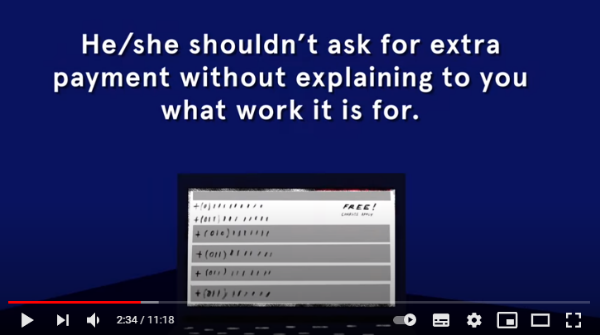 He/she shouldn't ask for extra
payment without explaining to you
what work it is for.
FREE!
2:34 / 11:18